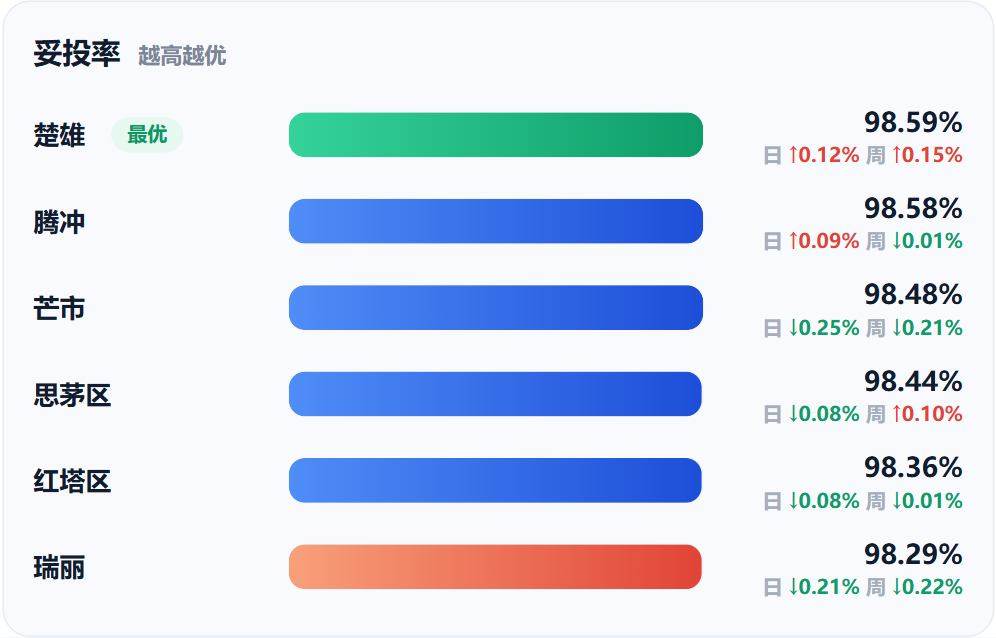 妥投率 越高越优
楚雄 最优 98.59%
日 ↑0.12% 周 ↑0.15%
腾冲 98.58%
日 ↑0.09% 周 ↓0.01%
芒市 98.48%
日 ↓0.25% 周 ↓0.21%
思茅区 98.44%
日 ↓0.08% 周 ↑0.10%
红塔区 98.36%
日 ↓0.08% 周 ↓0.01%
瑞丽 98.29%
日 ↓0.21% 周 ↓0.22%